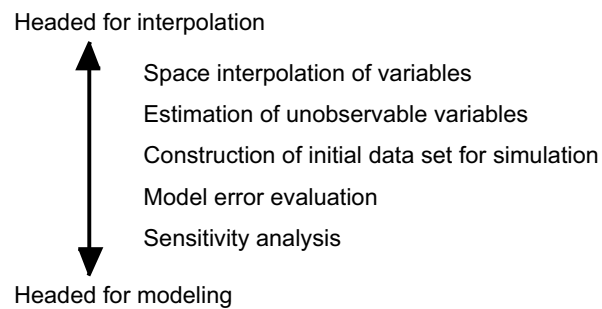 Headed for interpolation
Space interpolation of variables
Estimation of unobservable variables
Construction of initial data set for simulation
Model error evaluation
Sensitivity analysis
Headed for modeling